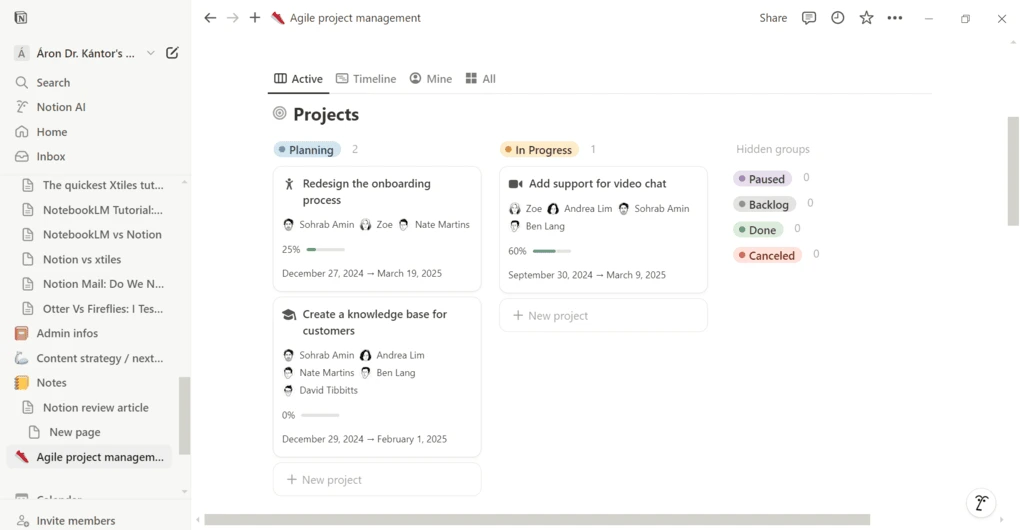 Agile project management
Share
Áron Dr. Kántor's ...
Search
Notion AI
Home
Inbox
The quickest Xtiles tut...
NotebookLM Tutorial:...
NotebookLM vs Notion
Notion vs xtiles
Notion Mail: Do We N...
Otter Vs Fireflies: I Tes...
Admin infos
Content strategy / next...
Notes
Notion review article
New page
Agile project managem...
Invite members
Active
Timeline
Mine
All
Projects
Planning 2
Redesign the onboarding
process
Sohrab Amin Zoe Nate Martins
25%
December 27, 2024 → March 19, 2025
Create a knowledge base for
customers
Sohrab Amin Andrea Lim
Nate Martins Ben Lang
David Tibbitts
0%
December 29, 2024 → February 1, 2025
+ New project
In Progress 1
Add support for video chat
Zoe Andrea Lim Sohrab Amin
Ben Lang
60%
September 30, 2024 → March 9, 2025
+ New project
Hidden groups
Paused 0
Backlog 0
Done 0
Canceled 0